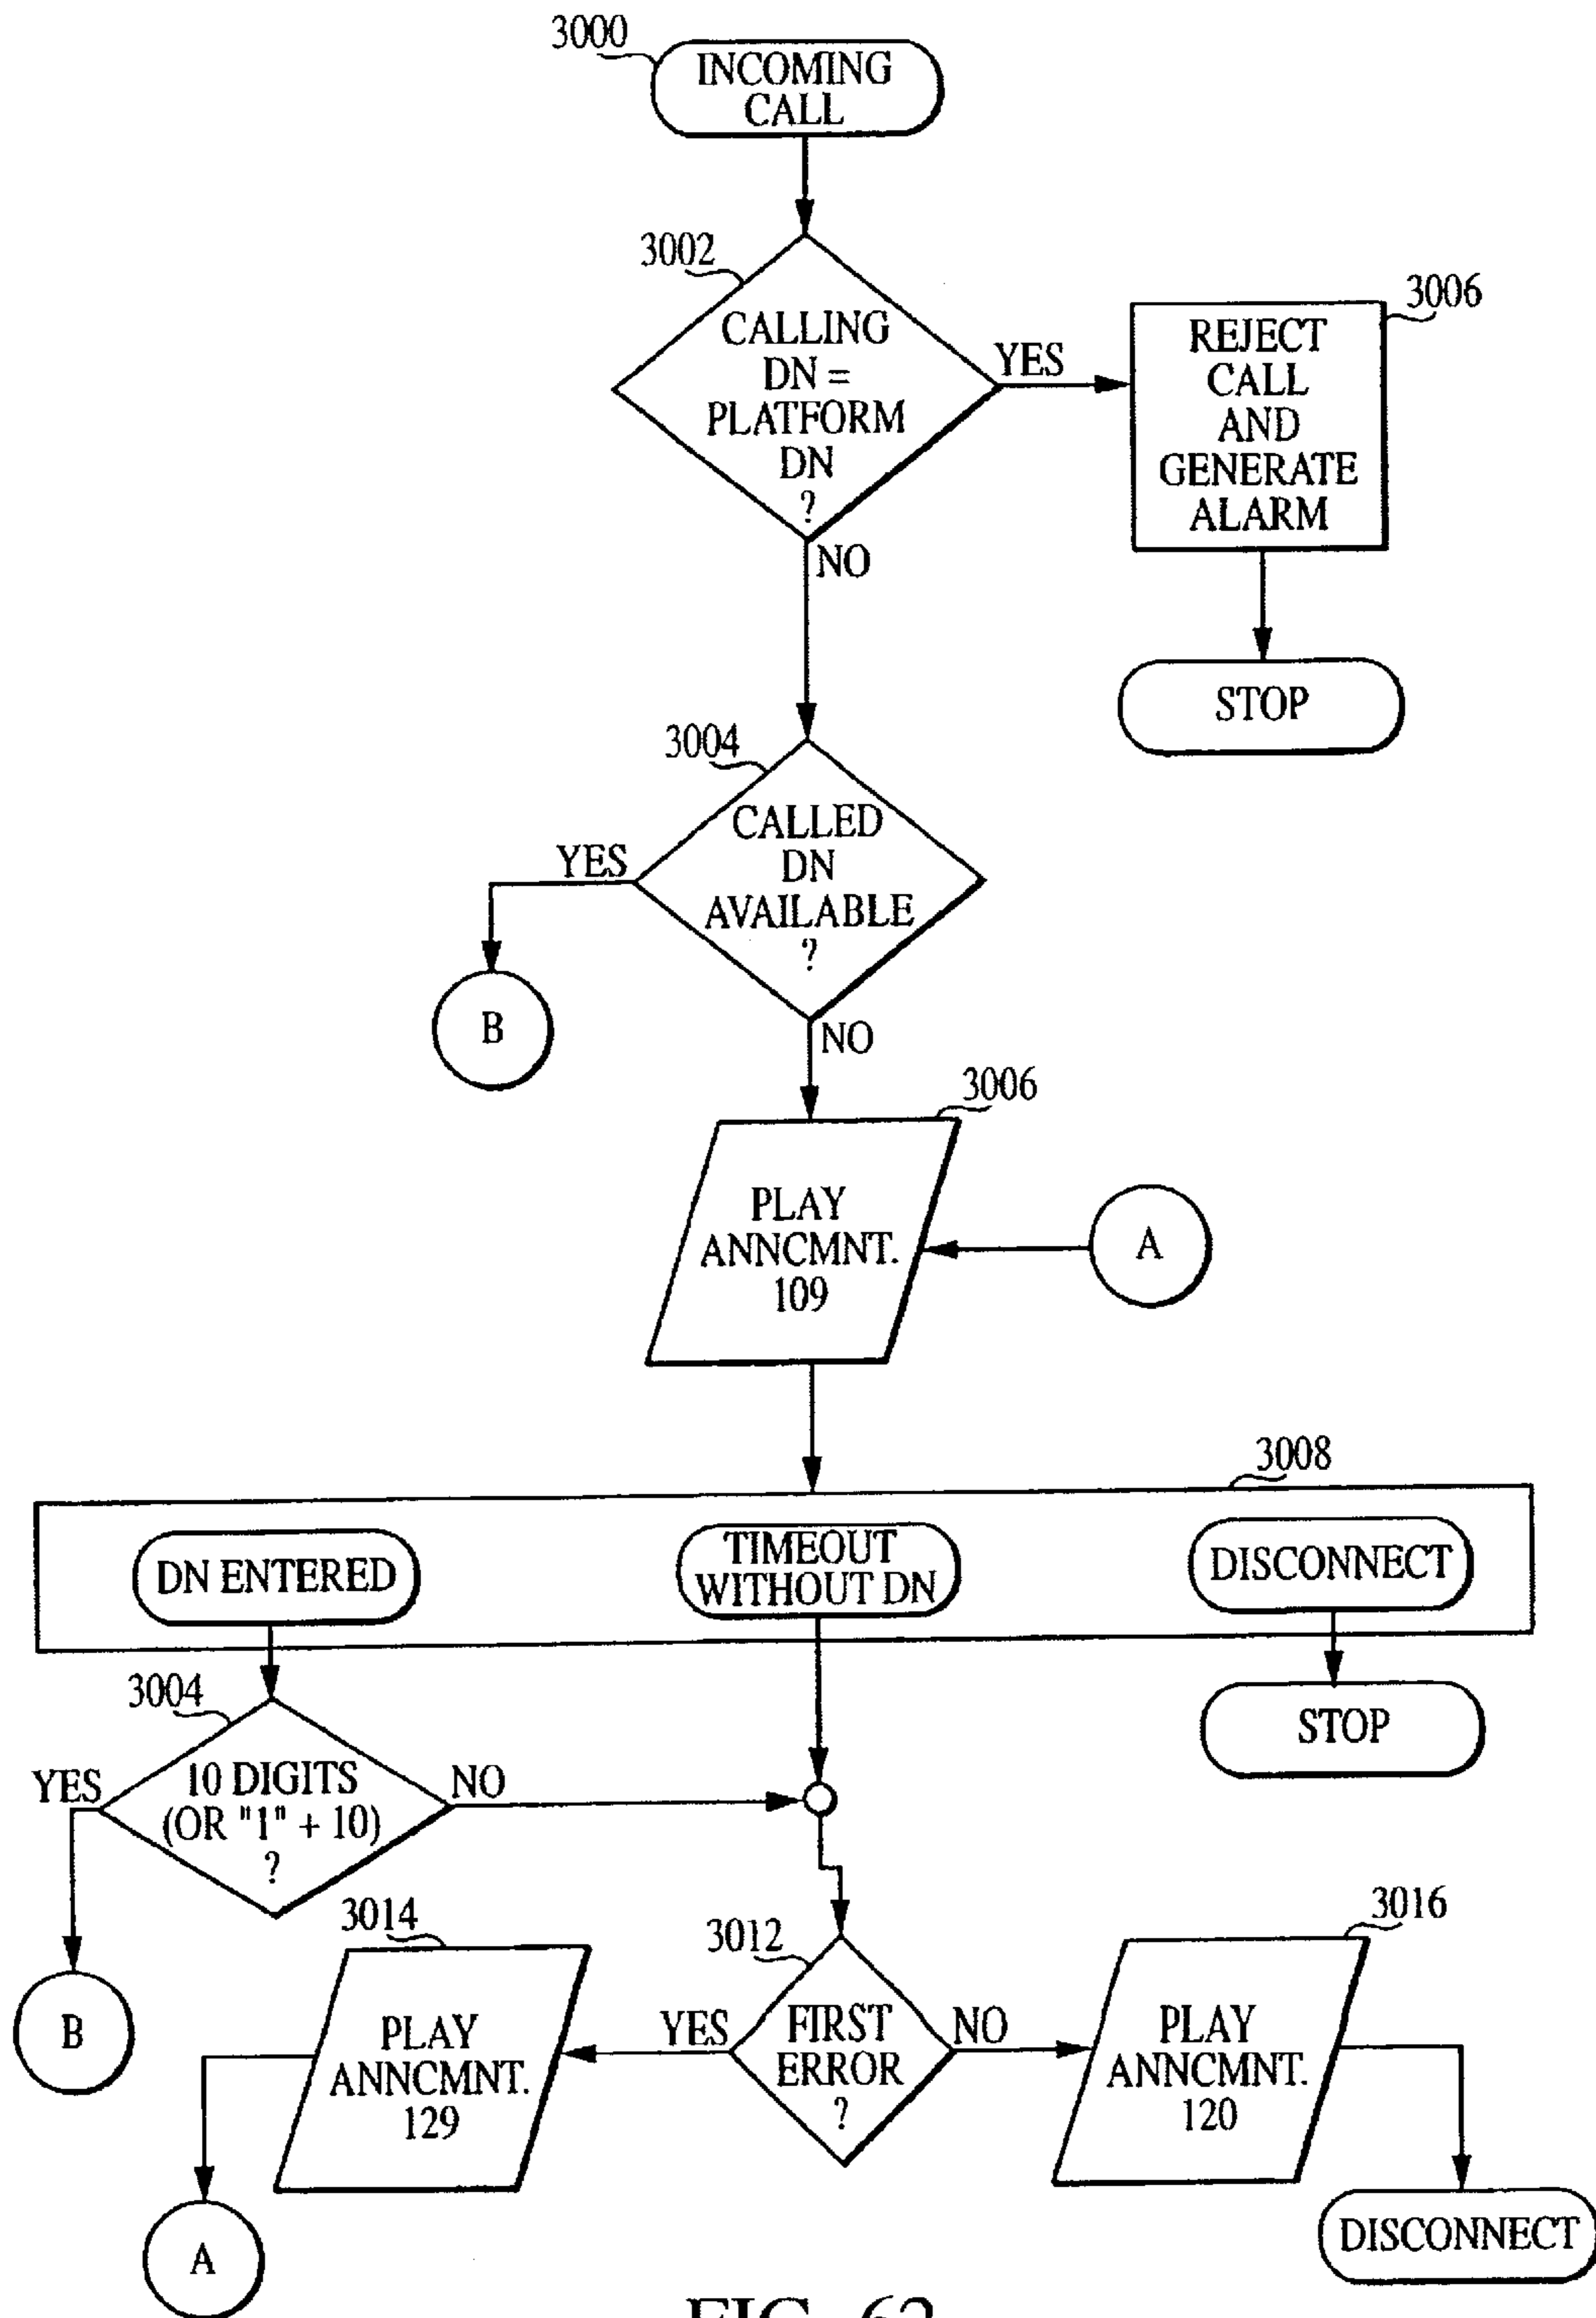 3000
INCOMING
CALL
3002
CALLING
DN =
PLATFORM
DN
?
YES
3006
REJECT
CALL
AND
GENERATE
ALARM
NO
STOP
3004
CALLED
DN
AVAILABLE
?
YES
B
NO
3006
PLAY
ANNCMNT.
109
A
3008
DN ENTERED
TIMEOUT
WITHOUT DN
DISCONNECT
3004
10 DIGITS
(OR "1" + 10)
?
YES
NO
STOP
B
3014
PLAY
ANNCMNT.
129
3012
FIRST
ERROR
?
YES
NO
3016
PLAY
ANNCMNT.
120
A
DISCONNECT
FIG. 62